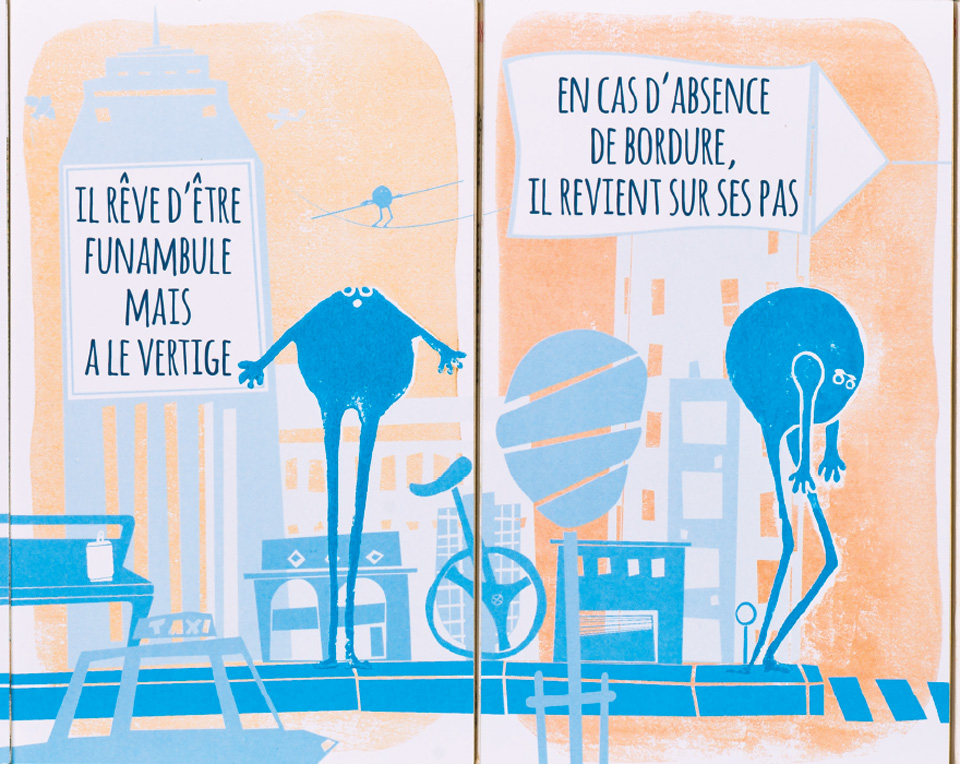 IL RÊVE D'ÊTRE
FUNAMBULE
MAIS
A LE VERTIGE
EN CAS D'ABSENCE
DE BORDURE,
IL REVIENT SUR SES PAS
TAXI